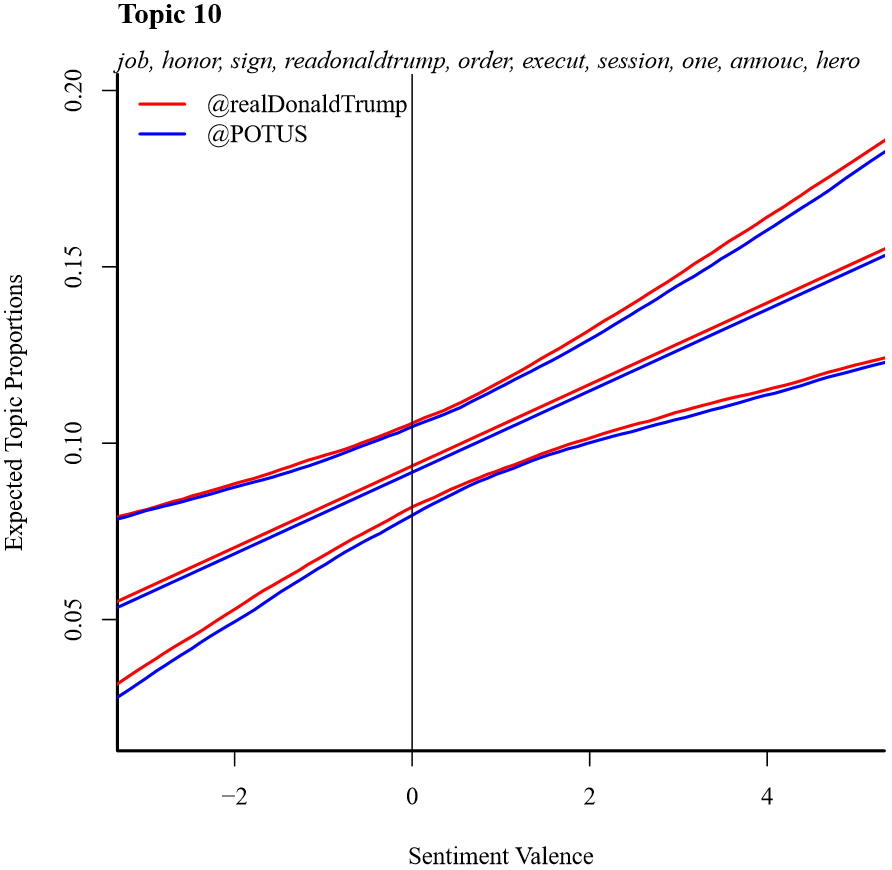 Topic 10
job, honor, sign, readonaldtrump, order, execut, session, one, annouc, hero
@realDonaldTrump
@POTUS
0.20
0.15
0.10
0.05
Expected Topic Proportions
−2 0 2 4
Sentiment Valence